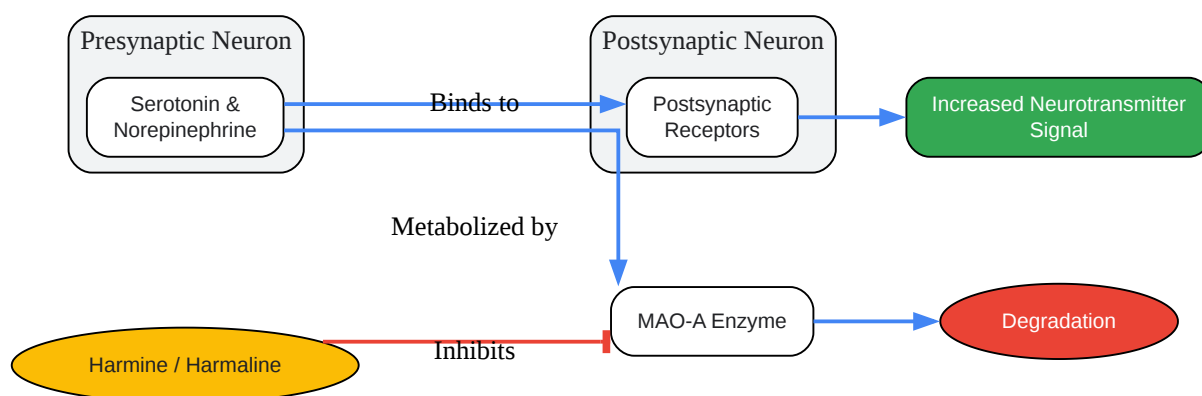 Presynaptic Neuron
Postsynaptic Neuron
Serotonin &
Norepinephrine
Binds to
Postsynaptic
Receptors
Increased Neurotransmitter
Signal
Metabolized by
MAO-A Enzyme
Degradation
Harmine / Harmaline
Inhibits